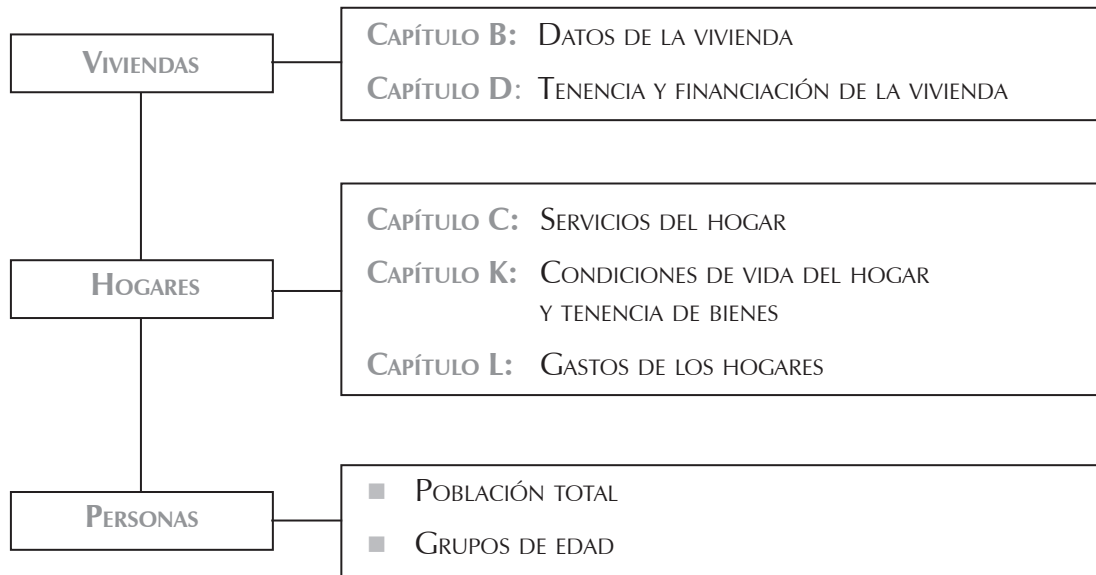 VIVIENDAS
CAPÍTULO B: DATOS DE LA VIVIENDA
CAPÍTULO D: TENENCIA Y FINANCIACIÓN DE LA VIVIENDA
HOGARES
CAPÍTULO C: SERVICIOS DEL HOGAR
CAPÍTULO K: CONDICIONES DE VIDA DEL HOGAR
Y TENENCIA DE BIENES
CAPÍTULO L: GASTOS DE LOS HOGARES
PERSONAS
POBLACIÓN TOTAL
GRUPOS DE EDAD